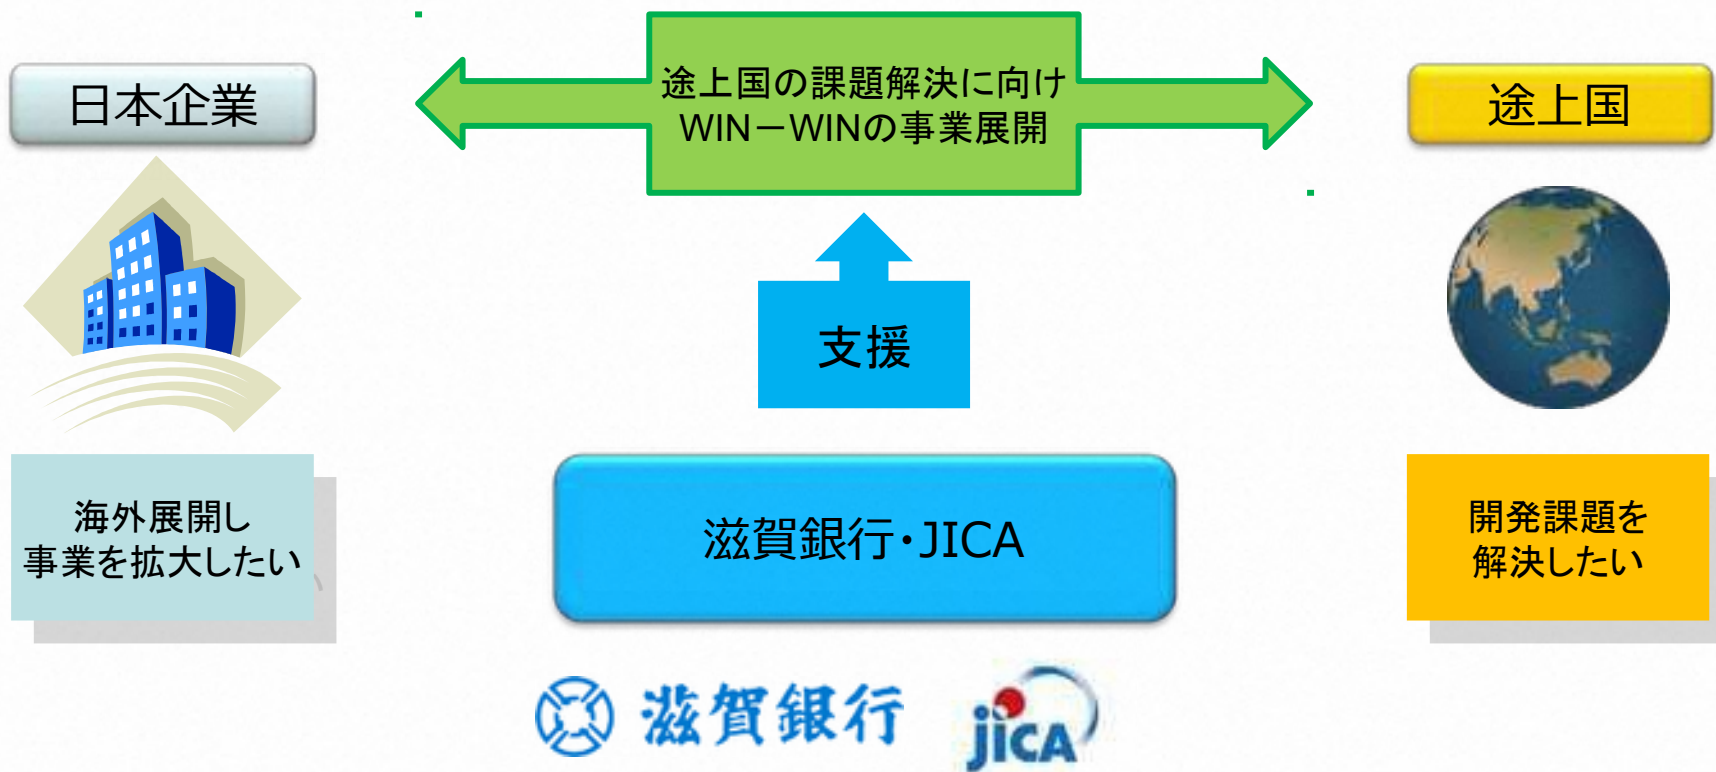 日本企業
途上国の課題解決に向け
WIN－WINの事業展開
途上国
支援
海外展開し
事業を拡大したい
滋賀銀行・JICA
開発課題を
解決したい
滋賀銀行
jICA